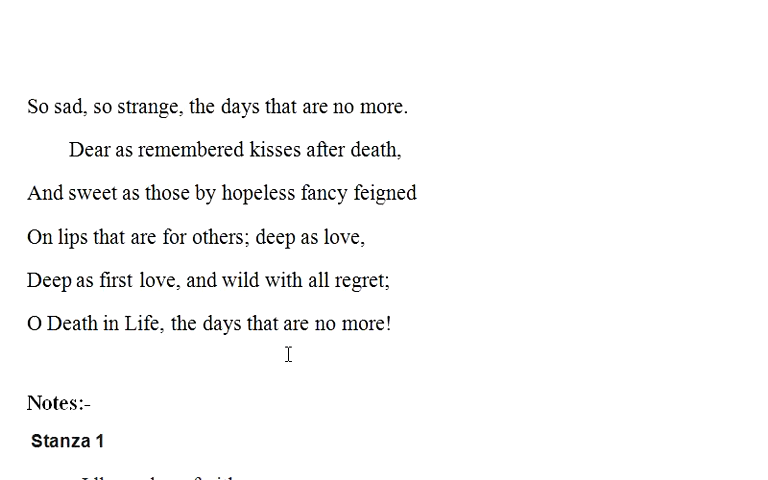 So sad, so strange, the days that are no more.
Dear as remembered kisses after death,
And sweet as those by hopeless fancy feigned
On lips that are for others; deep as love,
Deep as first love, and wild with all regret;
O Death in Life, the days that are no more!
Notes:-
Stanza 1